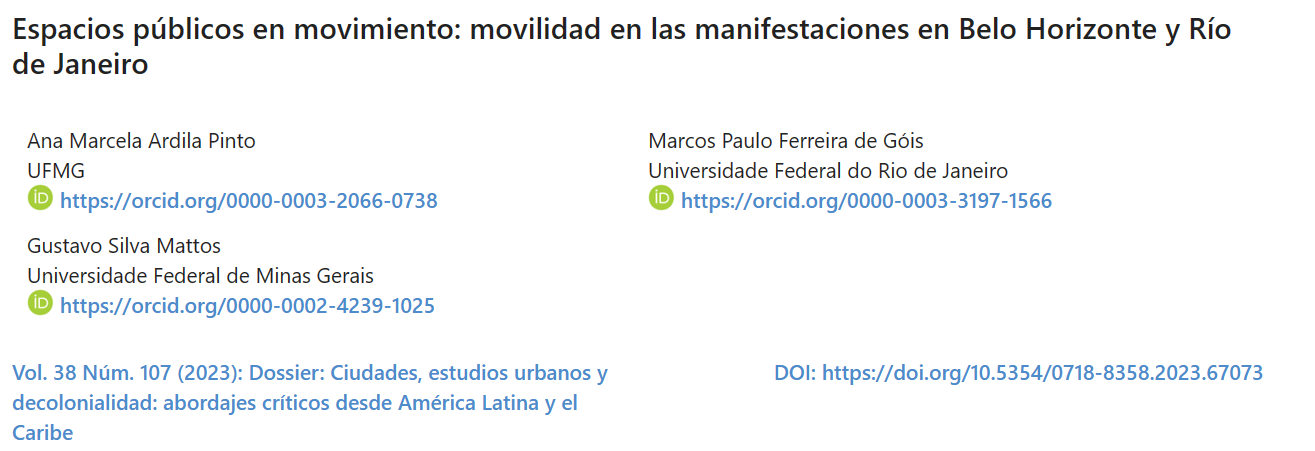 Espacios públicos en movimiento: movilidad en las manifestaciones en Belo Horizonte y Río
de Janeiro
Ana Marcela Ardila Pinto
UFMG
iD https://orcid.org/0000-0003-2066-0738
Marcos Paulo Ferreira de Góis
Universidade Federal do Rio de Janeiro
iD https://orcid.org/0000-0003-3197-1566
Gustavo Silva Mattos
Universidade Federal de Minas Gerais
iD https://orcid.org/0000-0002-4239-1025
Vol. 38 Núm. 107 (2023): Dossier: Ciudades, estudios urbanos y
decolonialidad: abordajes críticos desde América Latina y el
Caribe
DOI: https://doi.org/10.5354/0718-8358.2023.67073